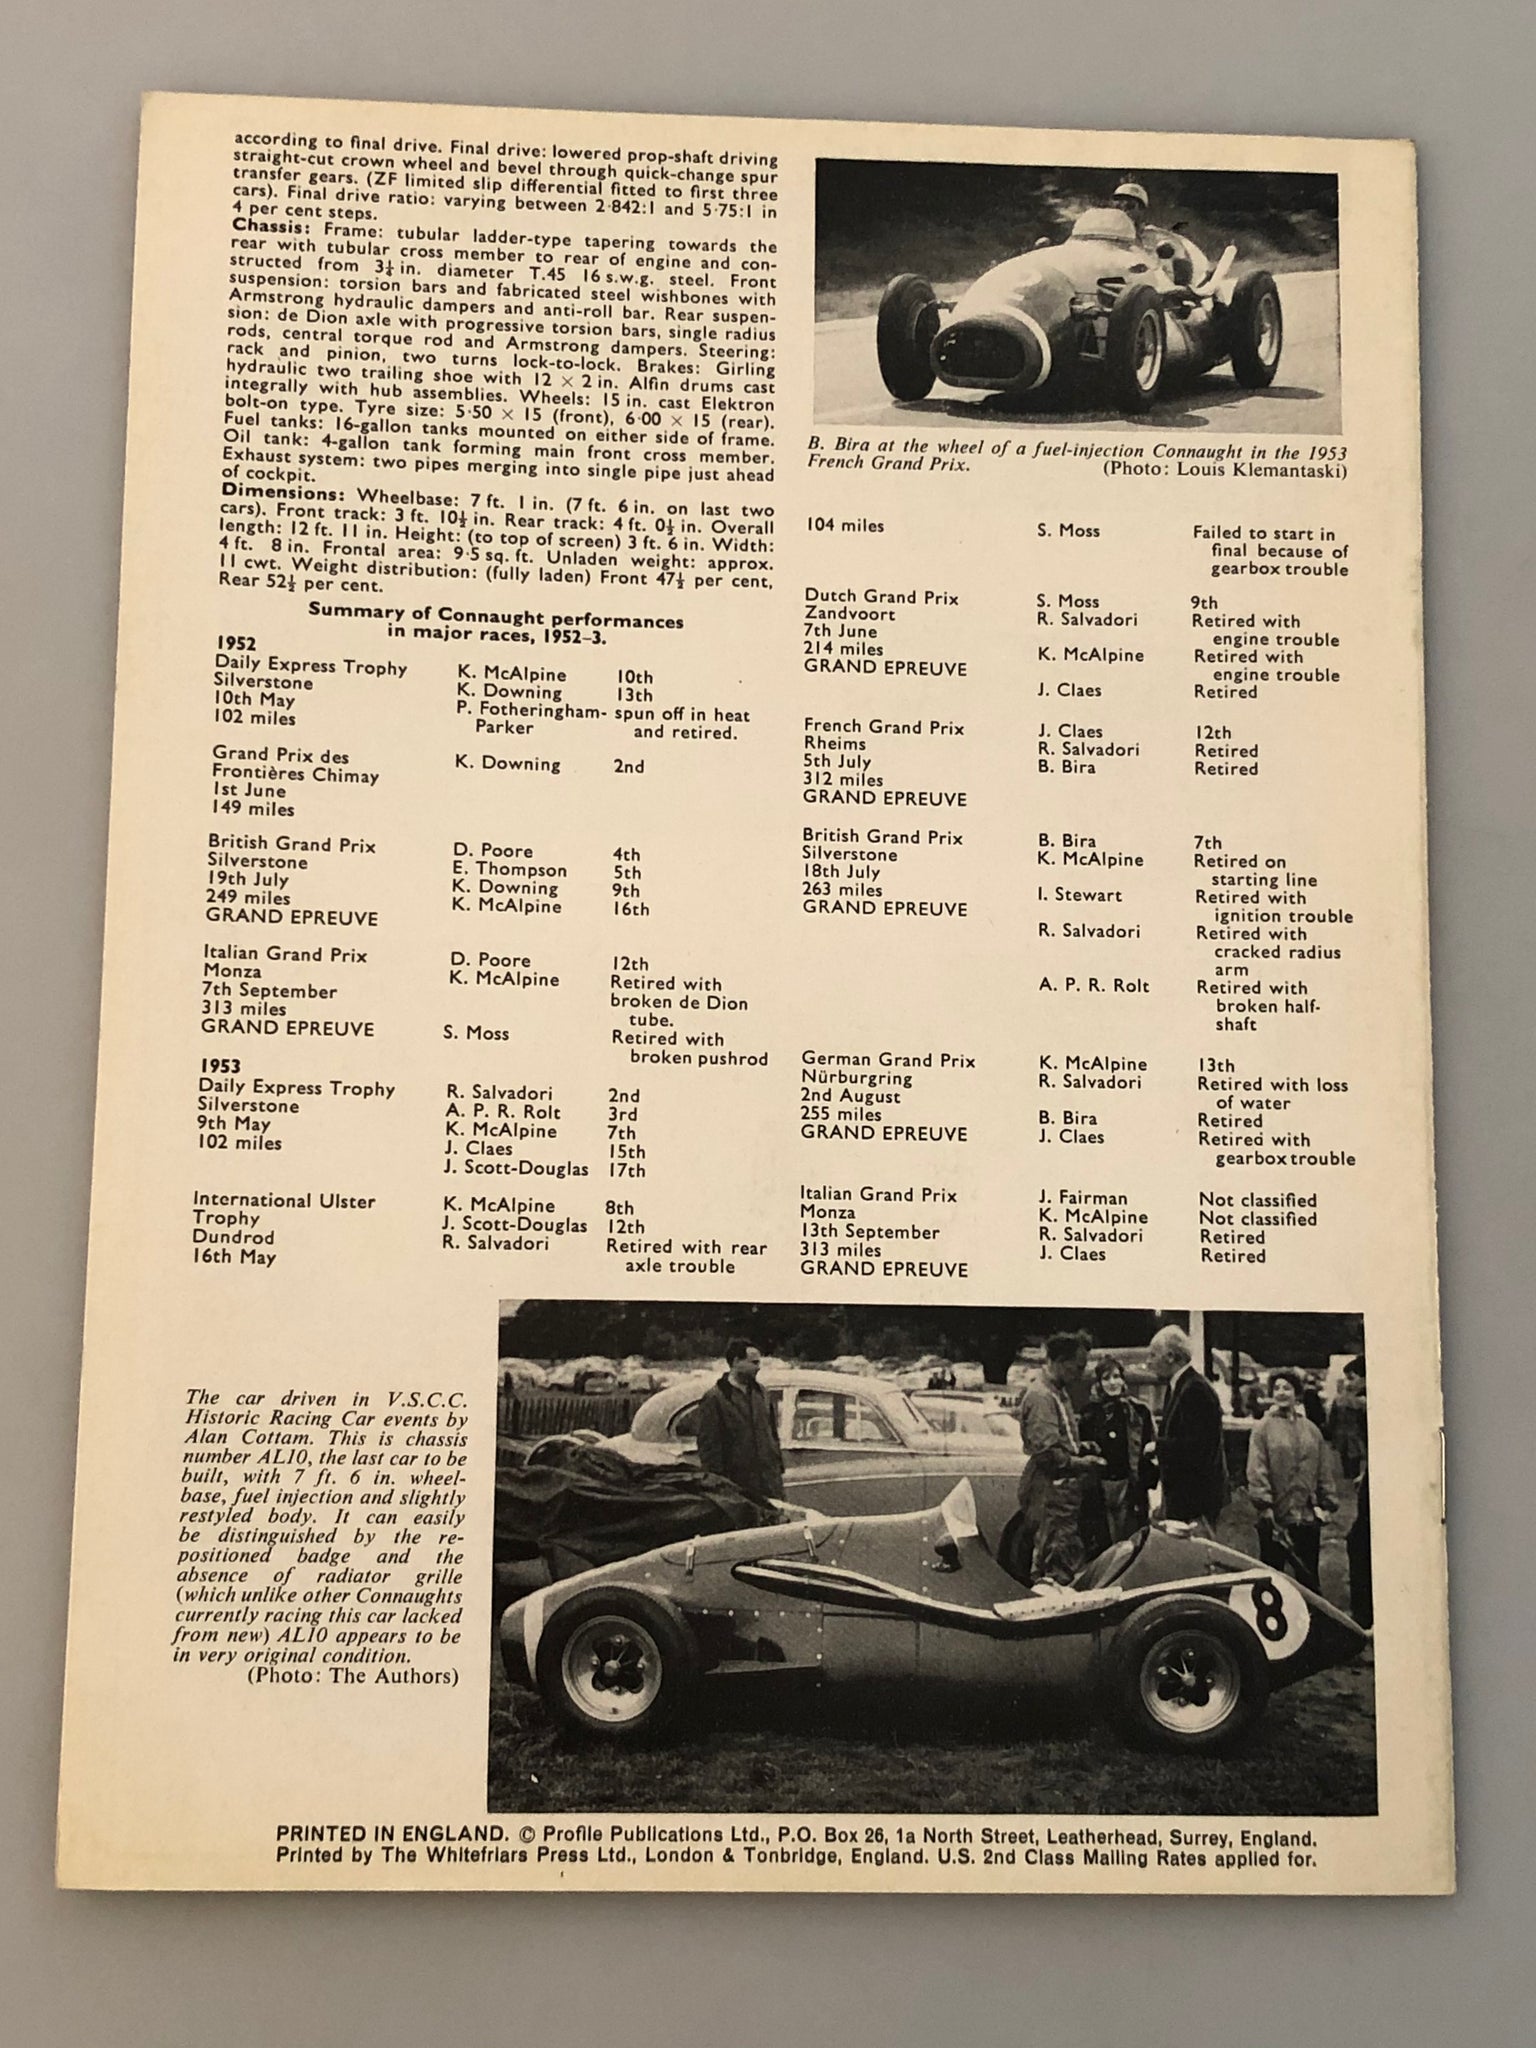 according to final drive. Final drive: lowered prop-shaft driving
straight-cut crown wheel and bevel through quick-change spur
transfer gears. (ZF limited slip differential fitted to first three
cars). Final drive ratio: varying between 2·842:1 and 5·75:1 in
4 per cent steps.
Chassis: Frame: tubular ladder-type tapering towards the
rear with tubular cross member to rear of engine and con-
structed from 3¼ in. diameter T.45 16 s.w.g. steel. Front
suspension: torsion bars and fabricated steel wishbones with
Armstrong hydraulic dampers and anti-roll bar. Rear suspen-
sion: de Dion axle with progressive torsion bars, single radius
rods, central torque rod and Armstrong dampers. Steering:
rack and pinion, two turns lock-to-lock. Brakes: Girling
hydraulic two trailing shoe with 12 × 2 in. Alfin drums cast
integrally with hub assemblies. Wheels: 15 in. cast Elektron
bolt-on type. Tyre size: 5·50 × 15 (front), 6·00 × 15 (rear).
Fuel tanks: 16-gallon tanks mounted on either side of frame.
Oil tank: 4-gallon tank forming main front cross member.
Exhaust system: two pipes merging into single pipe just ahead
of cockpit.
Dimensions: Wheelbase: 7 ft. 1 in. (7 ft. 6 in. on last two
cars). Front track: 3 ft. 10½ in. Rear track: 4 ft. 0½ in. Overall
length: 12 ft. 11 in. Height: (to top of screen) 3 ft. 6 in. Width:
4 ft. 8 in. Frontal area: 9·5 sq. ft. Unladen weight: approx.
11 cwt. Weight distribution: (fully laden) Front 47½ per cent,
Rear 52½ per cent.
Summary of Connaught performances
in major races, 1952–3.
1952
Daily Express Trophy K. McAlpine 10th
Silverstone K. Downing 13th
10th May P. Fotheringham- spun off in heat
102 miles Parker and retired.
Grand Prix des K. Downing 2nd
Frontières Chimay
1st June
149 miles
British Grand Prix D. Poore 4th
Silverstone E. Thompson 5th
19th July K. Downing 9th
249 miles K. McAlpine 16th
GRAND EPREUVE
Italian Grand Prix D. Poore 12th
Monza K. McAlpine Retired with
7th September broken de Dion
313 miles tube.
GRAND EPREUVE S. Moss Retired with
broken pushrod
1953
Daily Express Trophy R. Salvadori 2nd
Silverstone A. P. R. Rolt 3rd
9th May K. McAlpine 7th
102 miles J. Claes 15th
J. Scott-Douglas 17th
International Ulster K. McAlpine 8th
Trophy J. Scott-Douglas 12th
Dundrod R. Salvadori Retired with rear
16th May axle trouble
B. Bira at the wheel of a fuel-injection Connaught in the 1953
French Grand Prix. (Photo: Louis Klemantaski)
104 miles S. Moss Failed to start in
final because of
gearbox trouble
Dutch Grand Prix S. Moss 9th
Zandvoort R. Salvadori Retired with
7th June engine trouble
214 miles K. McAlpine Retired with
GRAND EPREUVE engine trouble
J. Claes Retired
French Grand Prix J. Claes 12th
Rheims R. Salvadori Retired
5th July B. Bira Retired
312 miles
GRAND EPREUVE
British Grand Prix B. Bira 7th
Silverstone K. McAlpine Retired on
18th July starting line
263 miles I. Stewart Retired with
GRAND EPREUVE ignition trouble
R. Salvadori Retired with
cracked radius
arm
A. P. R. Rolt Retired with
broken half-
shaft
German Grand Prix K. McAlpine 13th
Nürburgring R. Salvadori Retired with loss
2nd August of water
255 miles B. Bira Retired
GRAND EPREUVE J. Claes Retired with
gearbox trouble
Italian Grand Prix J. Fairman Not classified
Monza K. McAlpine Not classified
13th September R. Salvadori Retired
313 miles J. Claes Retired
GRAND EPREUVE
The car driven in V.S.C.C.
Historic Racing Car events by
Alan Cottam. This is chassis
number AL10, the last car to be
built, with 7 ft. 6 in. wheel-
base, fuel injection and slightly
restyled body. It can easily
be distinguished by the re-
positioned badge and the
absence of radiator grille
(which unlike other Connaughts
currently racing this car lacked
from new) AL10 appears to be
in very original condition.
(Photo: The Authors)
8
PRINTED IN ENGLAND. © Profile Publications Ltd., P.O. Box 26, 1a North Street, Leatherhead, Surrey, England.
Printed by The Whitefriars Press Ltd., London & Tonbridge, England. U.S. 2nd Class Mailing Rates applied for.